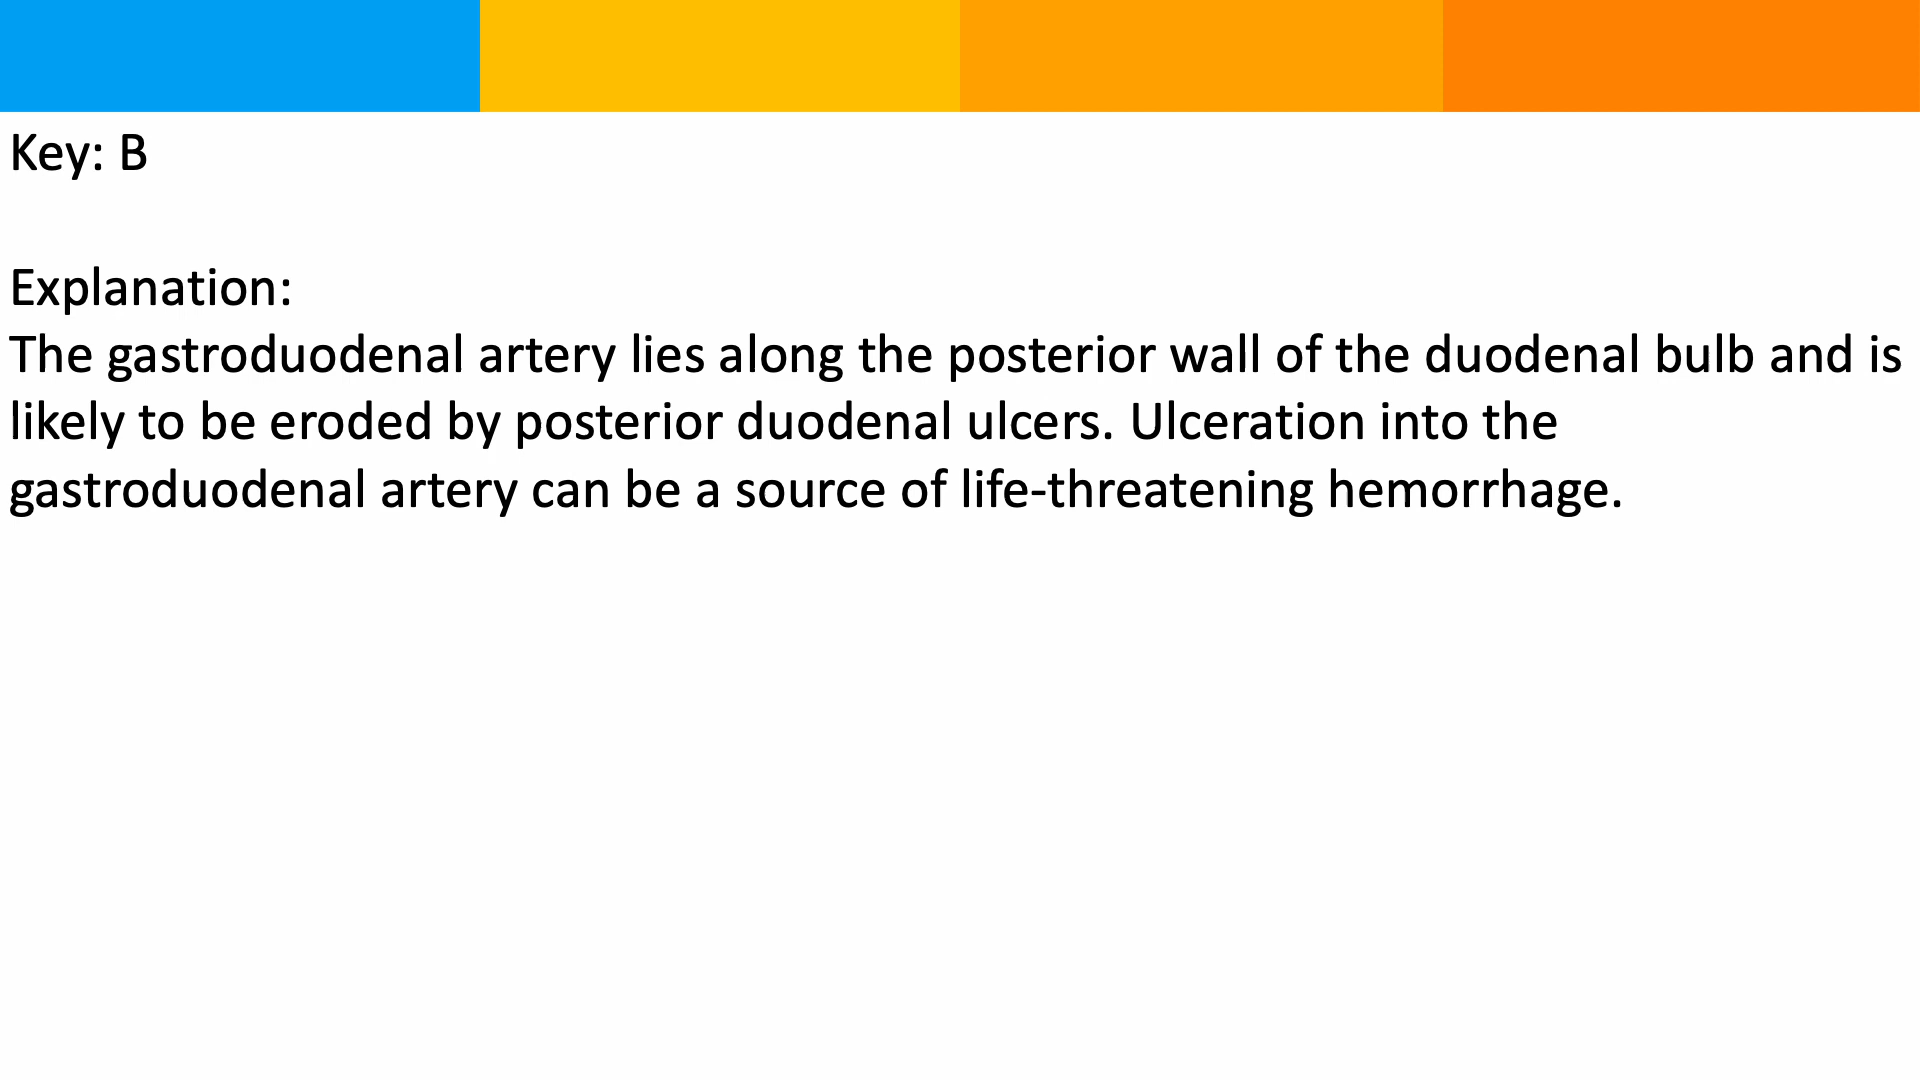 Key: B
Explanation:
The gastroduodenal artery lies along the posterior wall of the duodenal bulb and is
likely to be eroded by posterior duodenal ulcers. Ulceration into the
gastroduodenal artery can be a source of life-threatening hemorrhage.